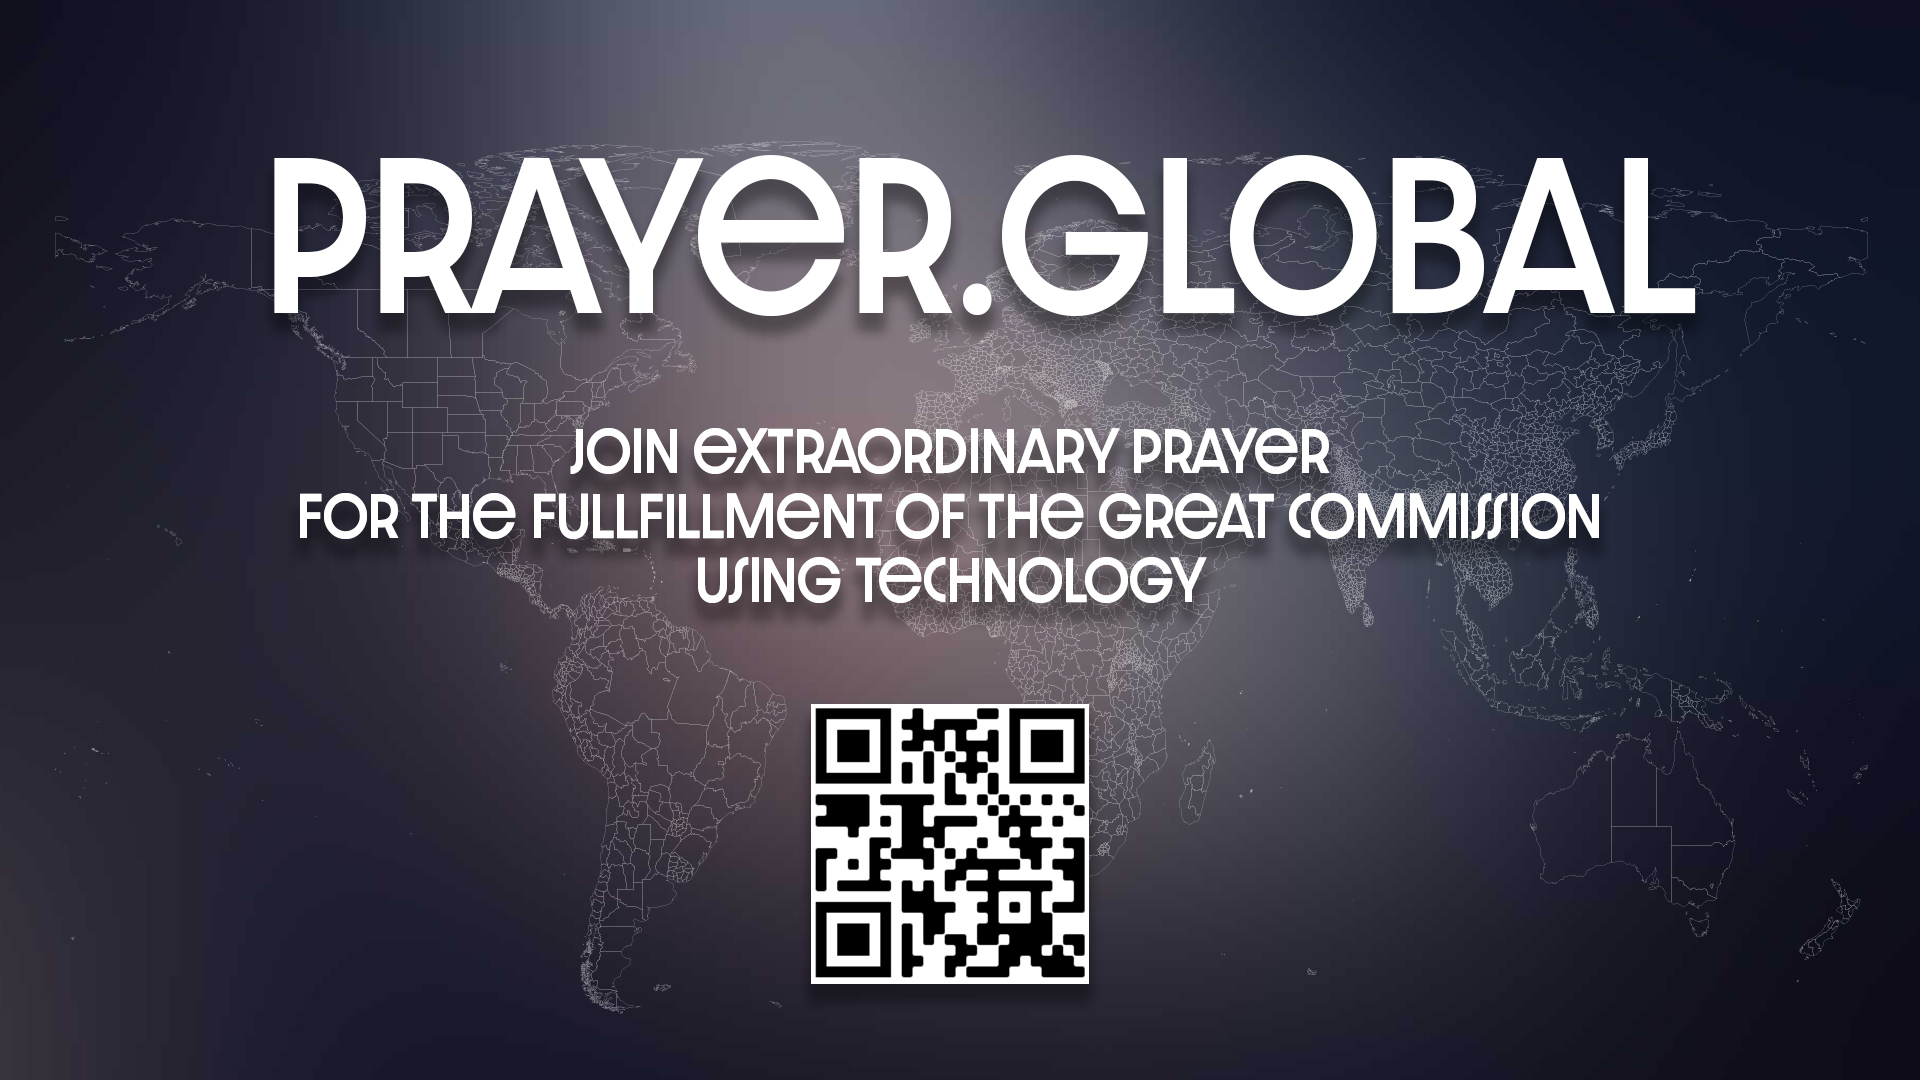 PRAYER.GLOBAL
JOIN EXTRAORDINARY PRAYER
FOR THE FULLFILLMENT OF THE GREAT COMMISSION
USING TECHNOLOGY